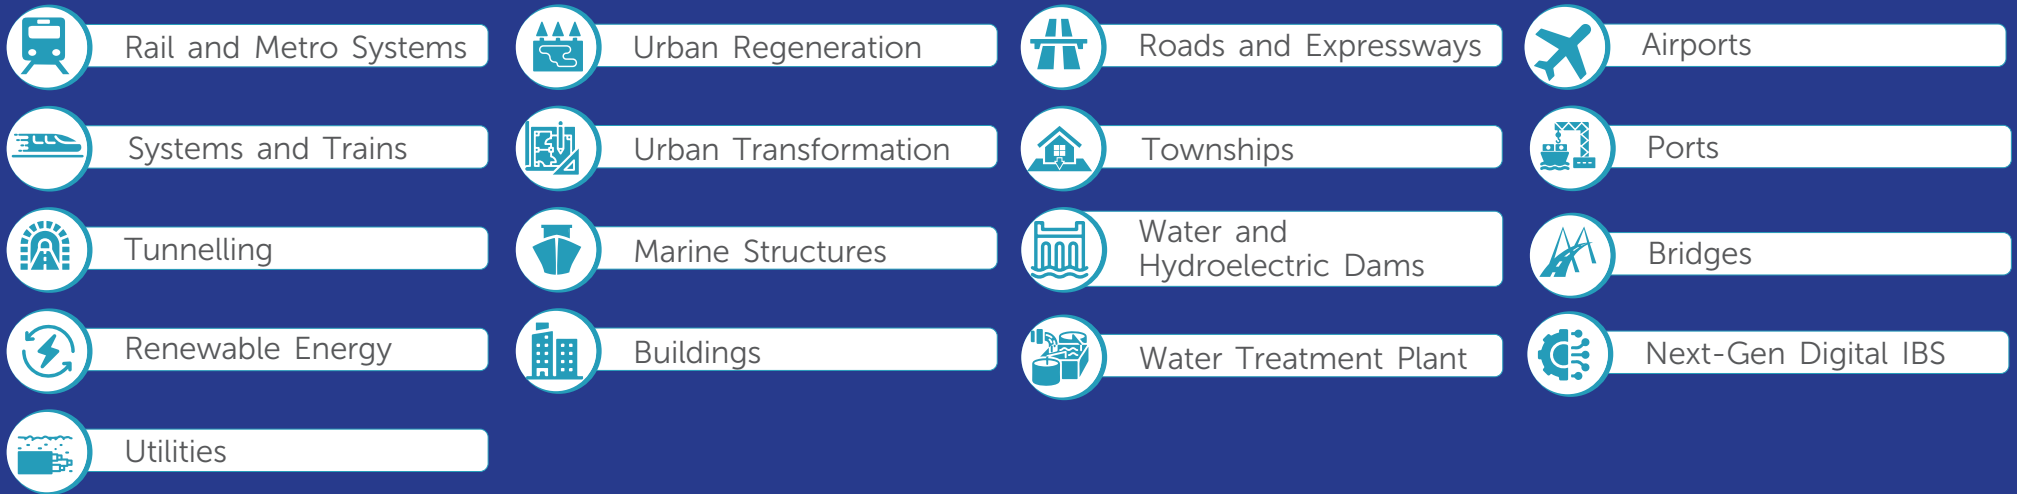 Rail and Metro Systems
Urban Regeneration
Roads and Expressways
Airports
Systems and Trains
Urban Transformation
Townships
Ports
Tunnelling
Marine Structures
Water and
Hydroelectric Dams
Bridges
Renewable Energy
Buildings
Water Treatment Plant
Next-Gen Digital IBS
Utilities